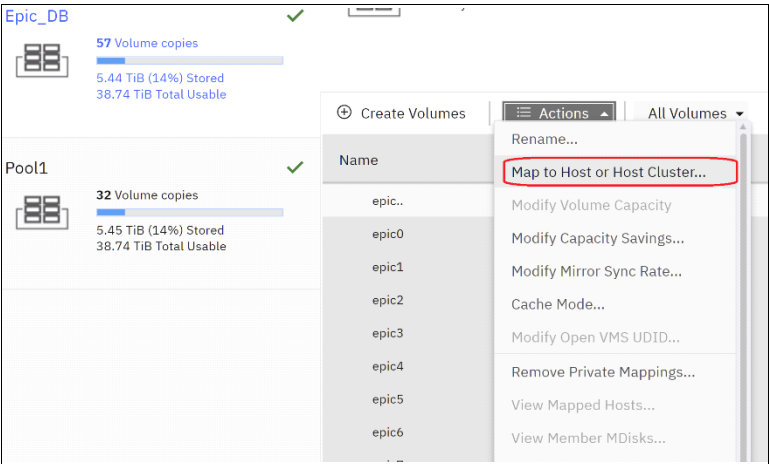 Epic_DB
57 Volume copies
5.44 TiB (14%) Stored
38.74 TiB Total Usable
Pool1
32 Volume copies
5.45 TiB (14%) Stored
38.74 TiB Total Usable
Create Volumes
Actions
All Volumes
Name
epic..
epic0
epic1
epic2
epic3
epic4
epic5
epic6
Rename...
Map to Host or Host Cluster...
Modify Volume Capacity
Modify Capacity Savings...
Modify Mirror Sync Rate...
Cache Mode...
Modify Open VMS UDID...
Remove Private Mappings...
View Mapped Hosts...
View Member MDisks...